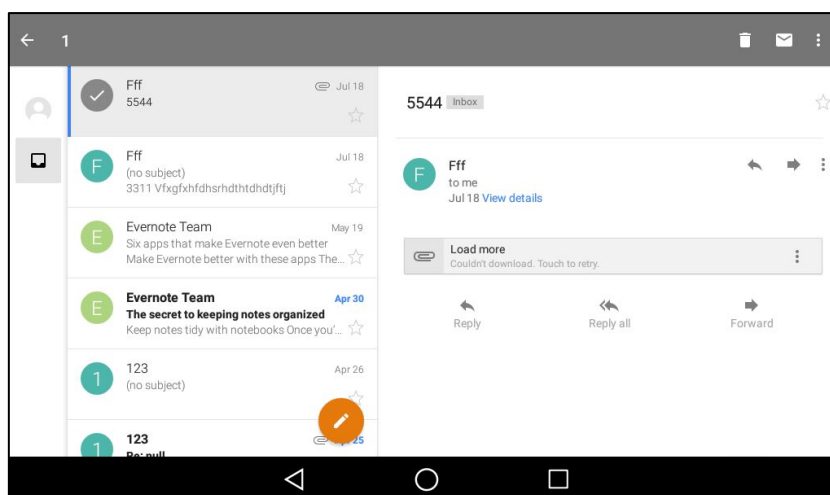 1
Fff
Jul 18
5544
F
Fff
Jul 18
(no subject)
3311 Vfxgfxhfdhsrhdthtdhdtjftj
E
Evernote Team
May 19
Six apps that make Evernote even better
Make Evernote better with these apps The...
E
Evernote Team
Apr 30
The secret to keeping notes organized
Keep notes tidy with notebooks Once you'...
1
123
Apr 26
(no subject)
1
123
25
Re: null
5544 Inbox
F
Fff
to me
Jul 18 View details
Load more
Couldn't download. Touch to retry.
Reply
Reply all
Forward